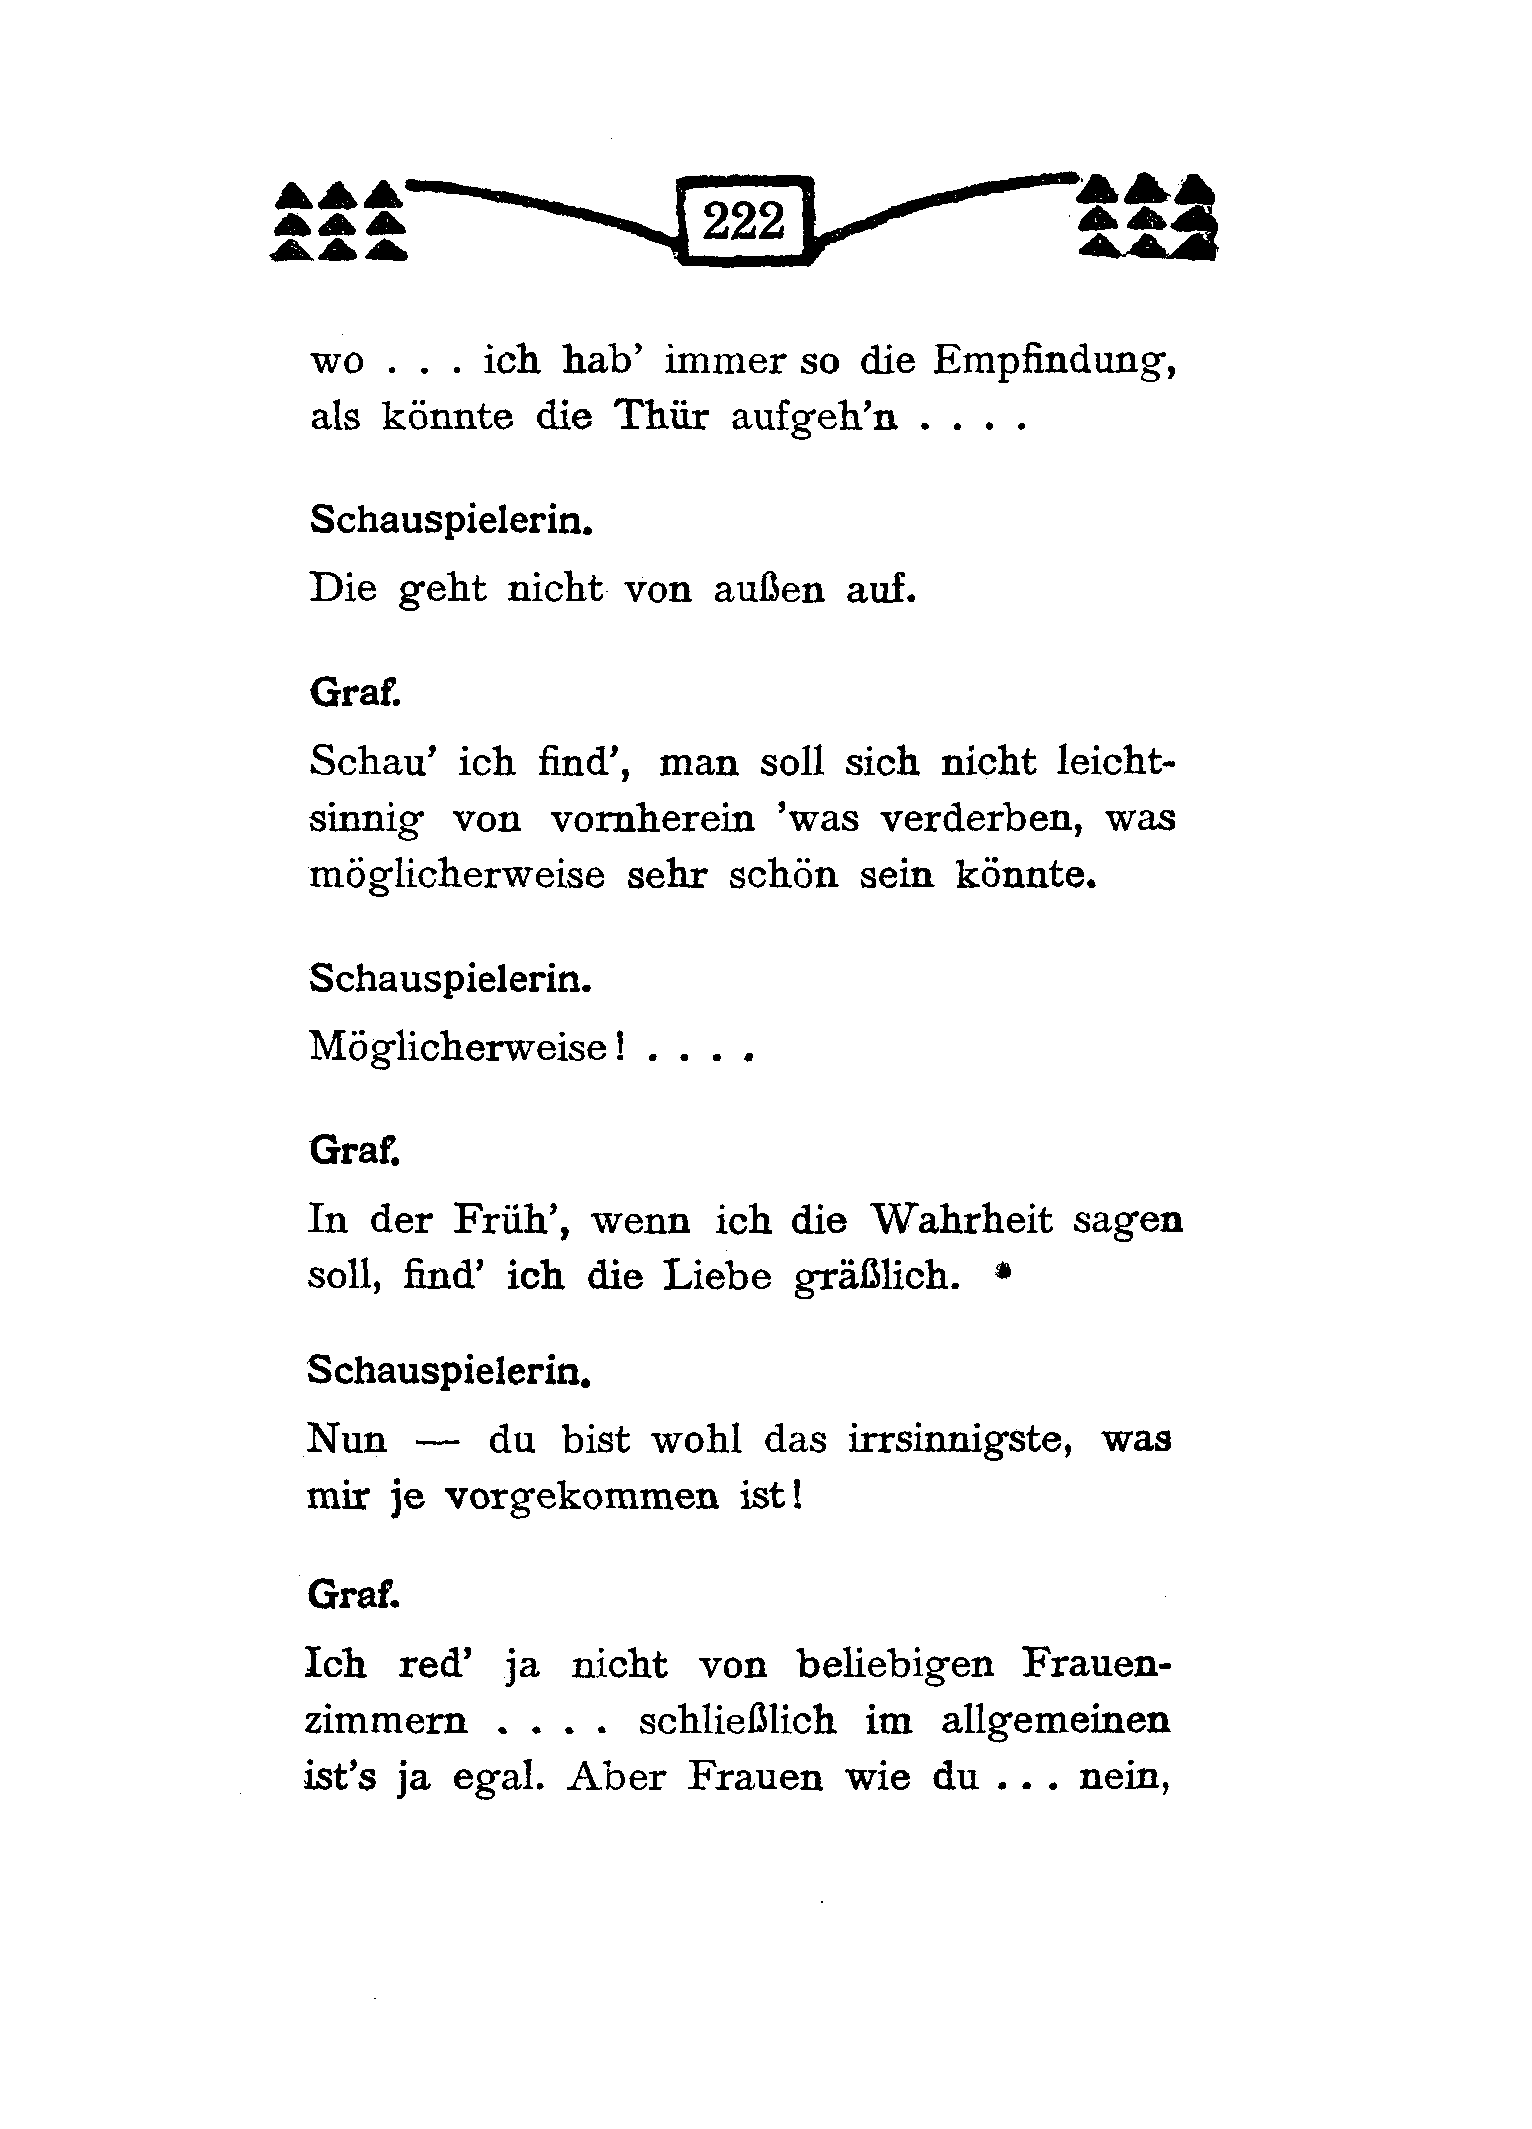 222
wo . . . ich hab’ immer so die Empfindung,
als könnte die Thür aufgeh’n . . . .
Schauspielerin.
Die geht nicht von außen auf.
Graf.
Schau’ ich find’, man soll sich nicht leicht-
sinnig von vornherein ’was verderben, was
möglicherweise sehr schön sein könnte.
Schauspielerin.
Möglicherweise! . . . .
Graf.
In der Früh’, wenn ich die Wahrheit sagen
soll, find’ ich die Liebe gräßlich.
Schauspielerin.
Nun — du bist wohl das irrsinnigste, was
mir je vorgekommen ist!
Graf.
Ich red’ ja nicht von beliebigen Frauen-
zimmern . . . . schließlich im allgemeinen
ist’s ja egal. Aber Frauen wie du . . . nein,